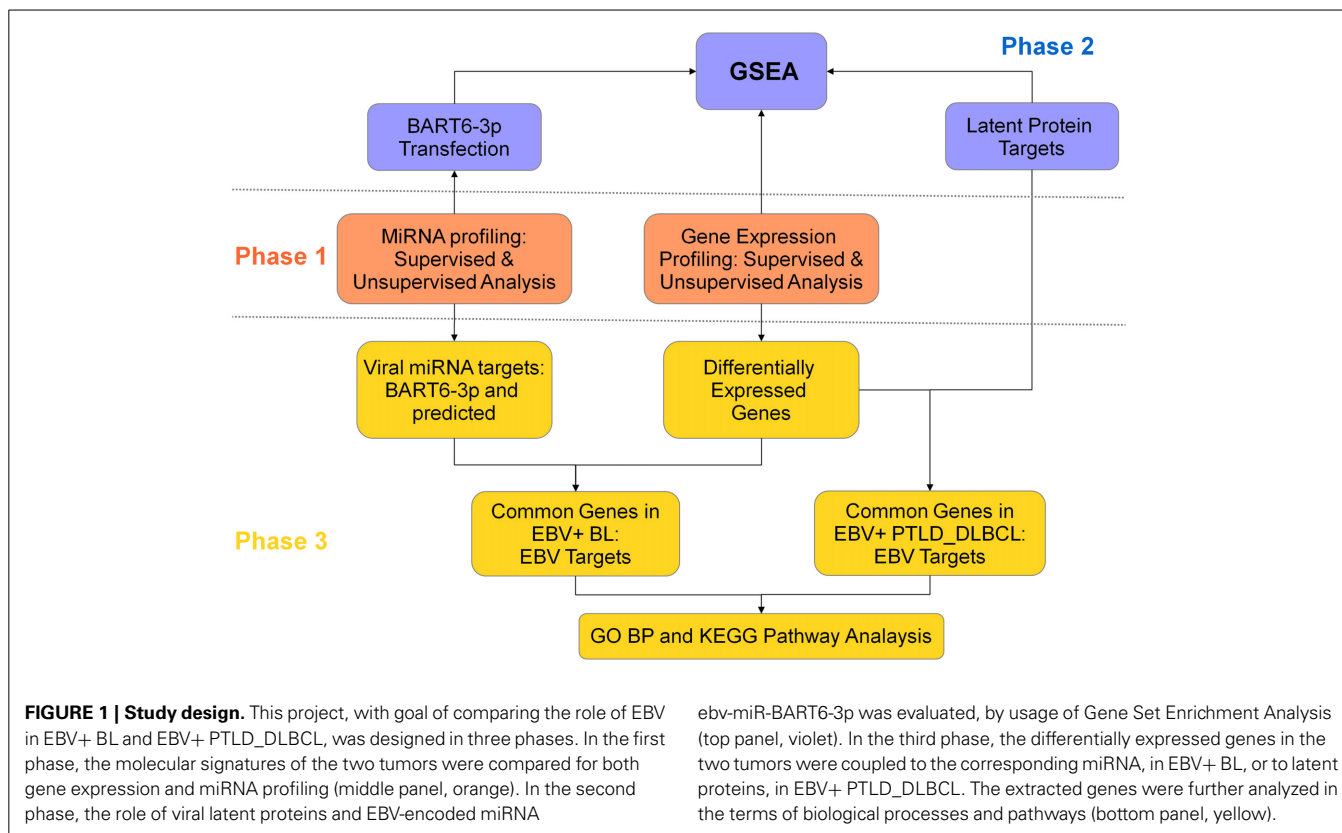 Phase 2
GSEA
BART6-3p
Transfection
Latent Protein
Targets
Phase 1
MiRNA profiling:
Supervised &
Unsupervised Analysis
Gene Expression
Profiling: Supervised &
Unsupervised Analysis
Viral miRNA targets:
BART6-3p and
predicted
Differentially
Expressed
Genes
Phase 3
Common Genes in
EBV+ BL:
EBV Targets
Common Genes in
EBV+ PTLD_DLBCL:
EBV Targets
GO BP and KEGG Pathway Analaysis
FIGURE 1 | Study design. This project, with goal of comparing the role of EBV
in EBV+ BL and EBV+ PTLD_DLBCL, was designed in three phases. In the first
phase, the molecular signatures of the two tumors were compared for both
gene expression and miRNA profiling (middle panel, orange). In the second
phase, the role of viral latent proteins and EBV-encoded miRNA
ebv-miR-BART6-3p was evaluated, by usage of Gene Set Enrichment Analysis
(top panel, violet). In the third phase, the differentially expressed genes in the
two tumors were coupled to the corresponding miRNA, in EBV+ BL, or to latent
proteins, in EBV+ PTLD_DLBCL. The extracted genes were further analyzed in
the terms of biological processes and pathways (bottom panel, yellow).